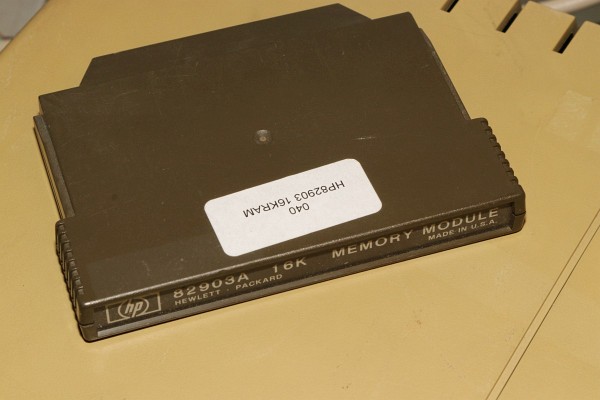 040
HP82903 16KRAM
hp
82903A 16K MEMORY MODULE
HEWLETT · PACKARD MADE IN U.S.A.